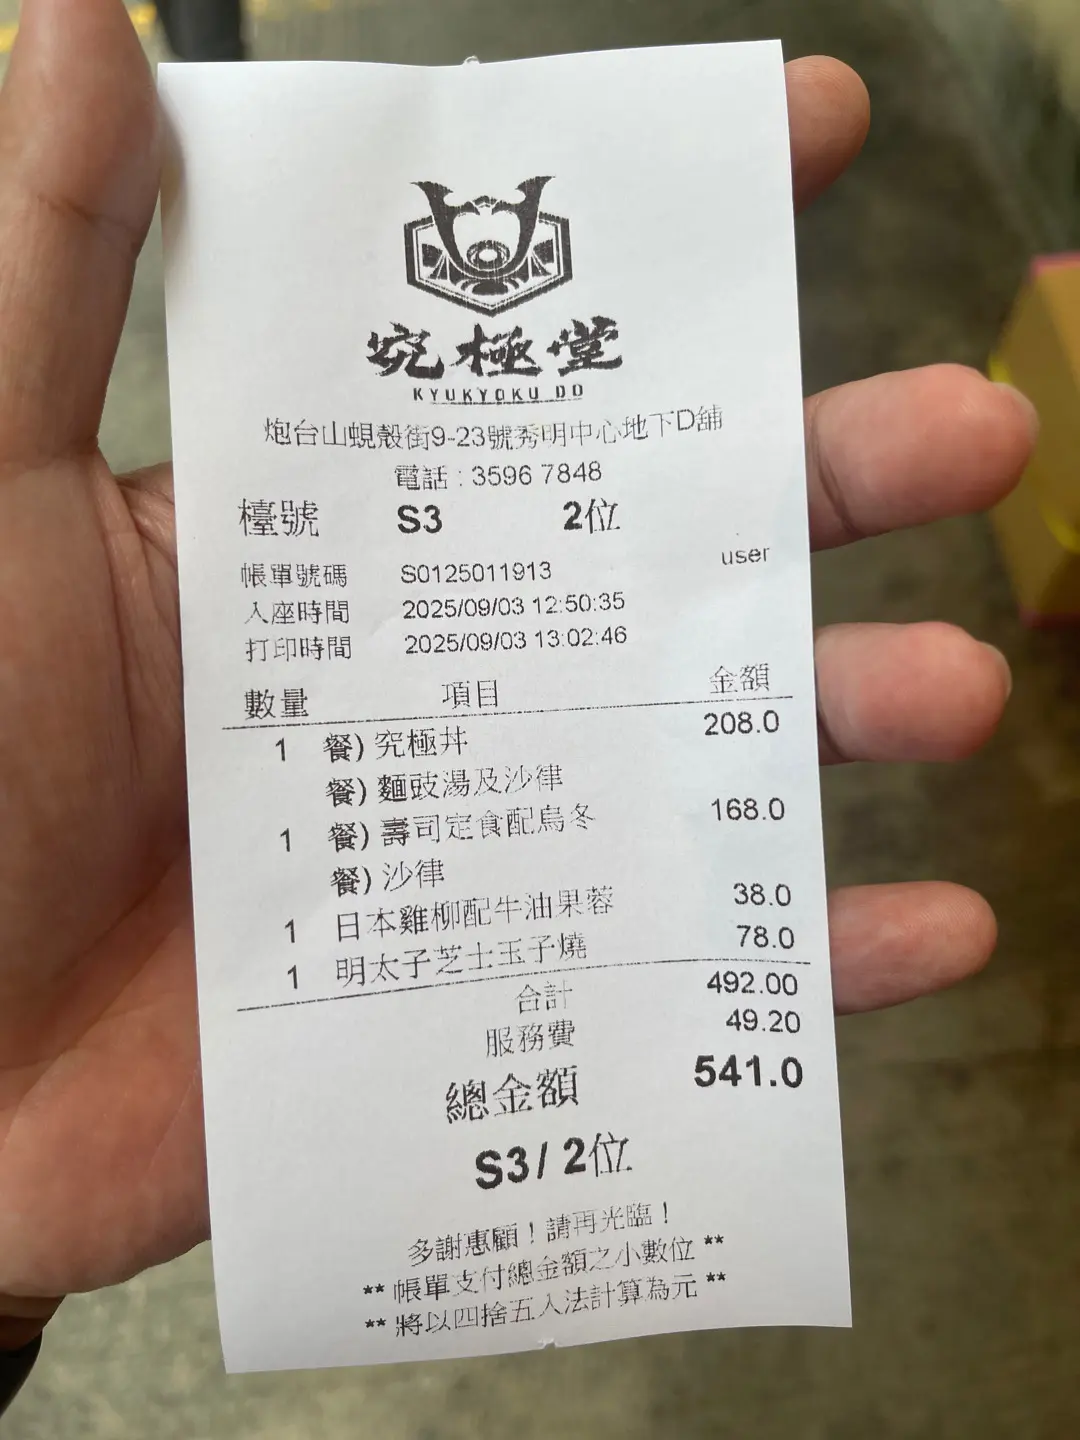 究極堂
KYUKYOKU DO
炮台山蜆殼街9-23號秀明中心地下D舖
電話 : 3596 7848
檯號 S3 2位
user
帳單號碼 S0125011913
入座時間 2025/09/03 12:50:35
打印時間 2025/09/03 13:02:46
數量 項目 金額
1 餐) 究極丼 208.0
餐) 麵豉湯及沙律
1 餐) 壽司定食配烏冬 168.0
餐) 沙律
1 日本雞柳配牛油果蓉 38.0
1 明太子芝士玉子燒 78.0
合計 492.00
服務費 49.20
總金額 541.0
S3 / 2位
多謝惠顧！請再光臨！
** 帳單支付總金額之小數位 **
** 將以四捨五入法計算為元 **